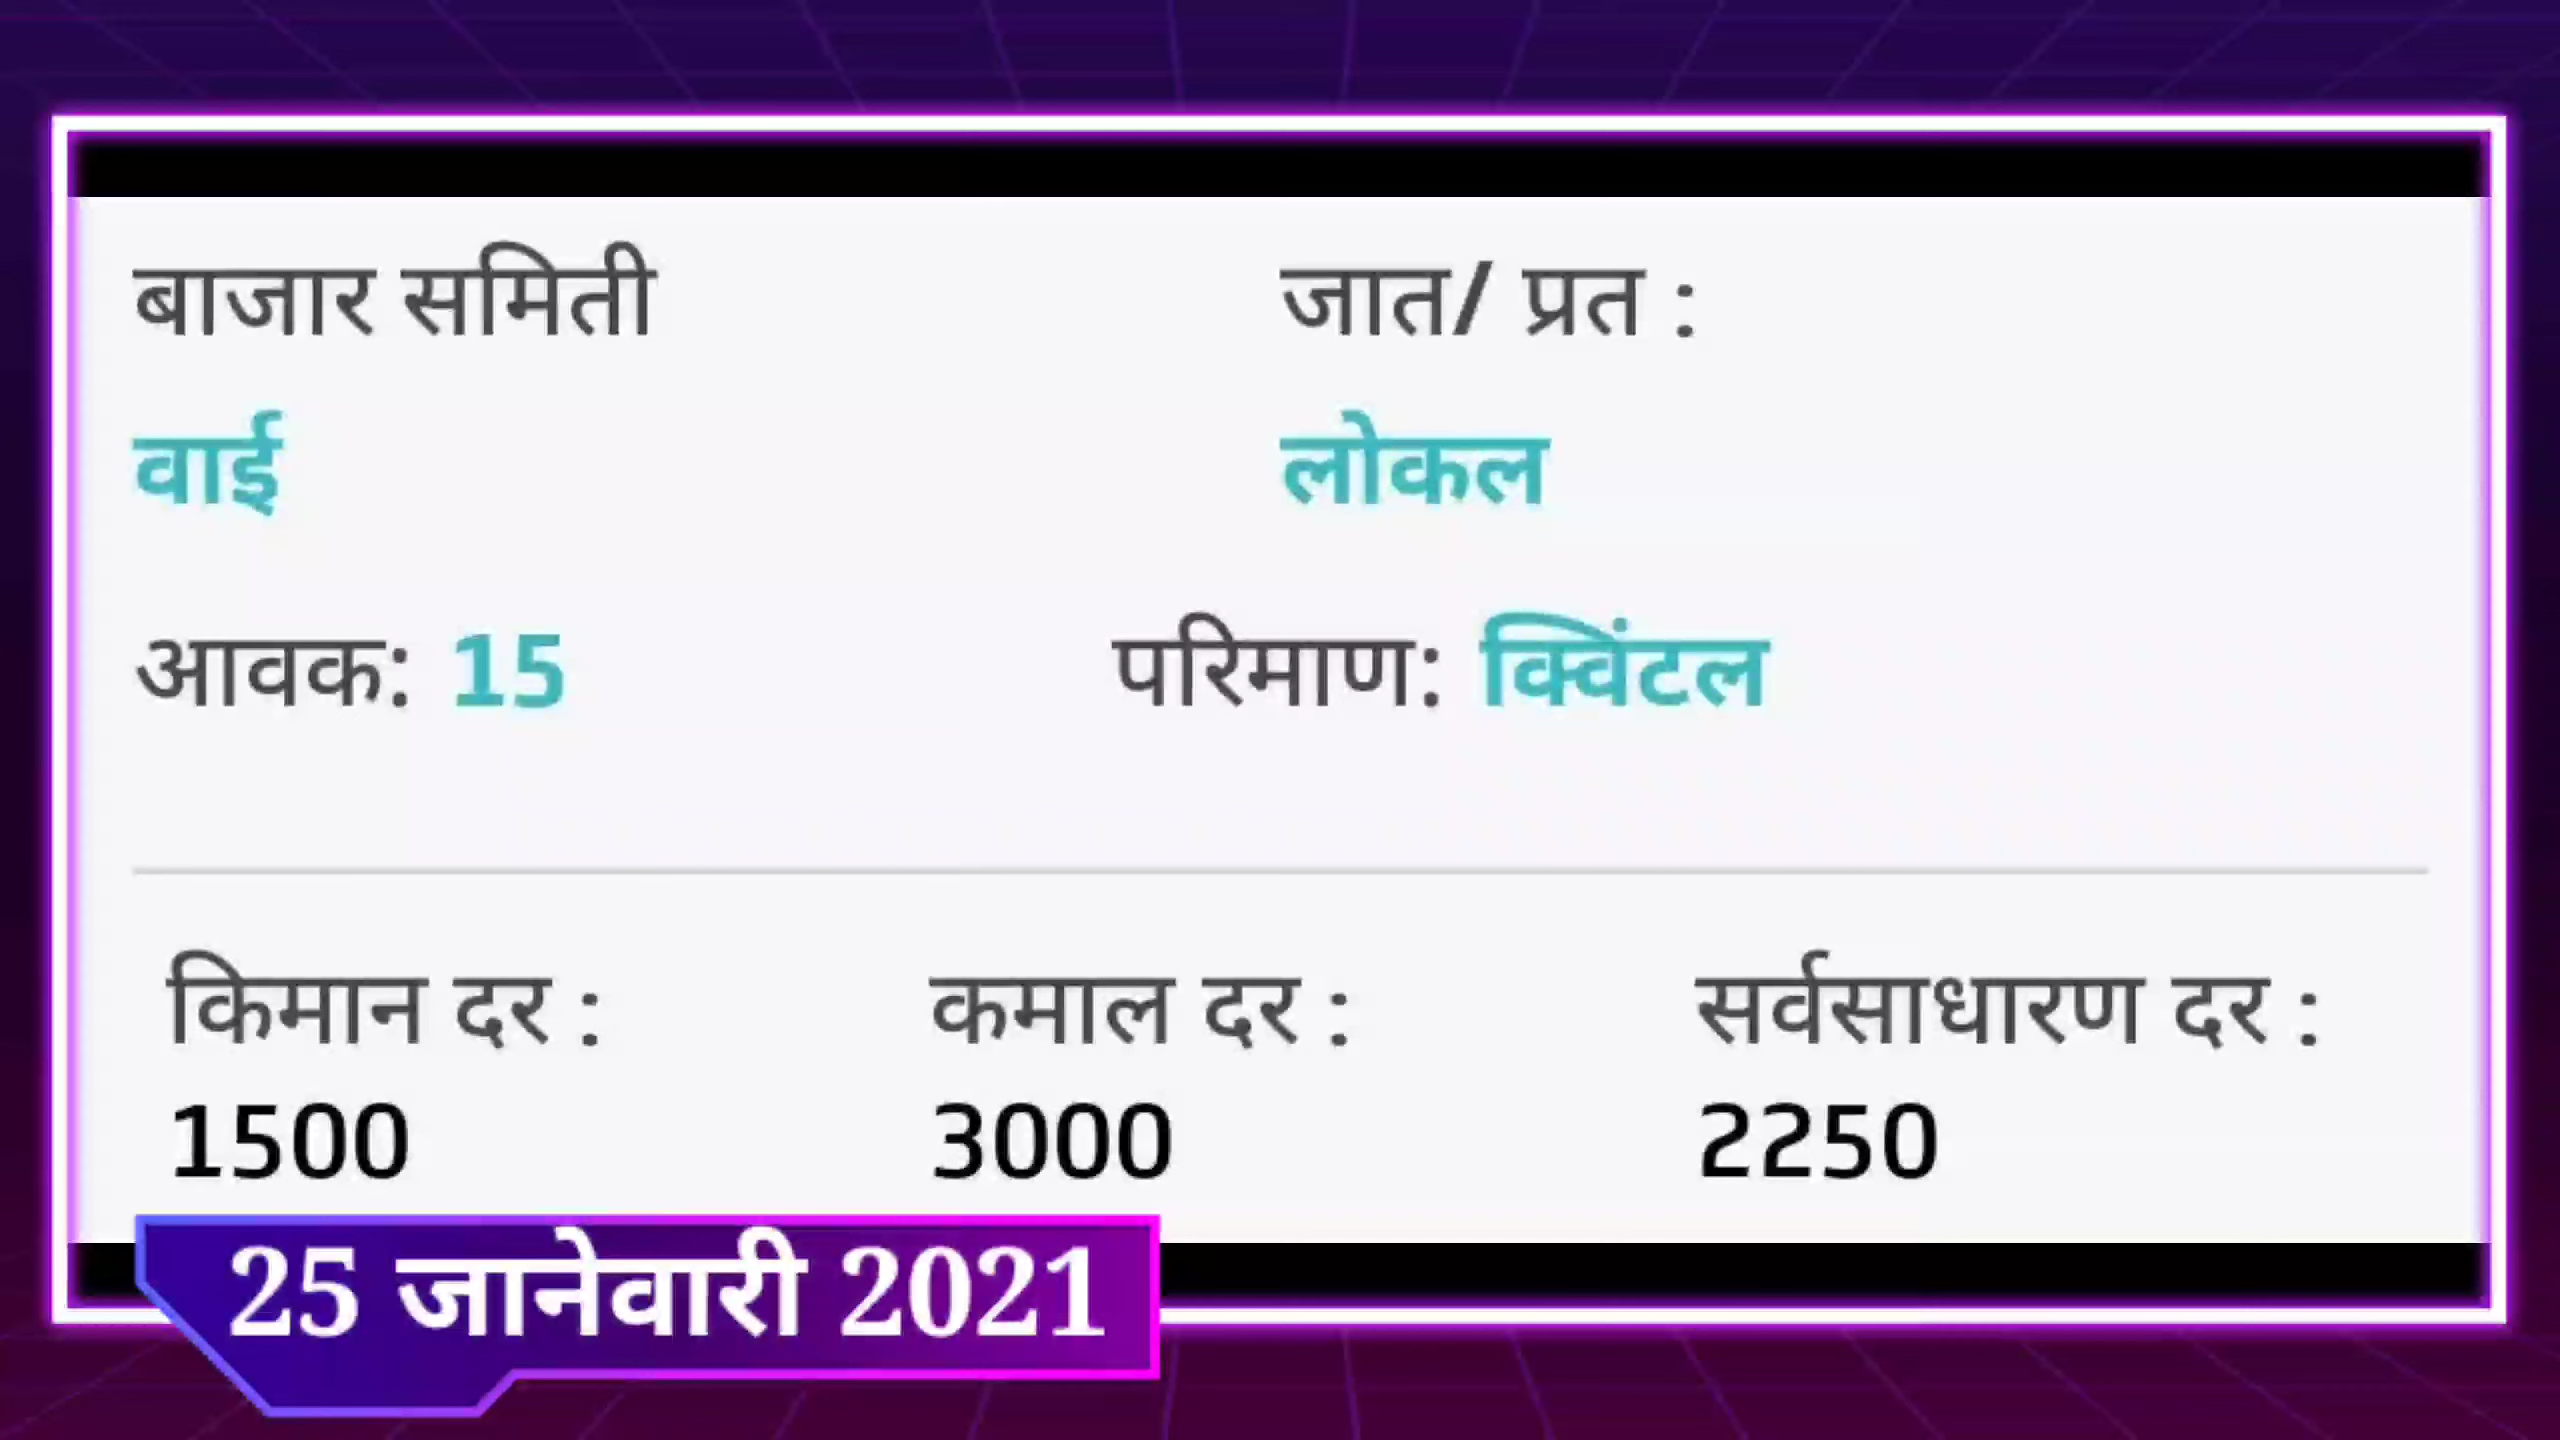 बाजार समिती जात/ प्रत :
वाई लोकल
आवक: 15 परिमाण: क्विंटल
किमान दर : कमाल दर : सर्वसाधारण दर :
1500 3000 2250
25 जानेवारी 2021